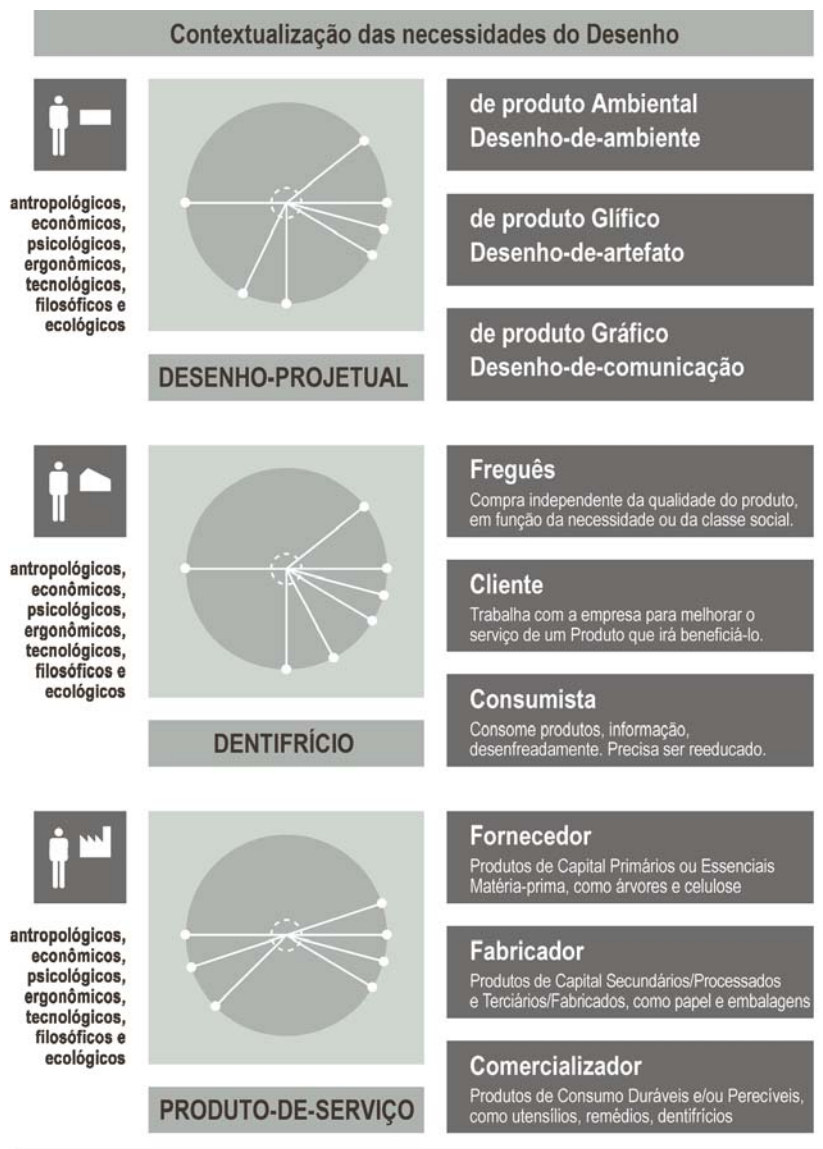 Contextualização das necessidades do Desenho
antropológicos,
econômicos,
psicológicos,
ergonômicos,
tecnológicos,
filosóficos e
ecológicos
DESENHO-PROJETUAL
de produto Ambiental
Desenho-de-ambiente
de produto Glífico
Desenho-de-artefato
de produto Gráfico
Desenho-de-comunicação
antropológicos,
econômicos,
psicológicos,
ergonômicos,
tecnológicos,
filosóficos e
ecológicos
DENTIFRÍCIO
Freguês
Compra independente da qualidade do produto,
em função da necessidade ou da classe social.
Cliente
Trabalha com a empresa para melhorar o
serviço de um Produto que irá beneficiá-lo.
Consumista
Consome produtos, informação,
desenfreadamente. Precisa ser reeducado.
antropológicos,
econômicos,
psicológicos,
ergonômicos,
tecnológicos,
filosóficos e
ecológicos
PRODUTO-DE-SERVIÇO
Fornecedor
Produtos de Capital Primários ou Essenciais
Matéria-prima, como árvores e celulose
Fabricador
Produtos de Capital Secundários/Processados
e Terciários/Fabricados, como papel e embalagens
Comercializador
Produtos de Consumo Duráveis e/ou Perecíveis,
como utensílios, remédios, dentifrícios